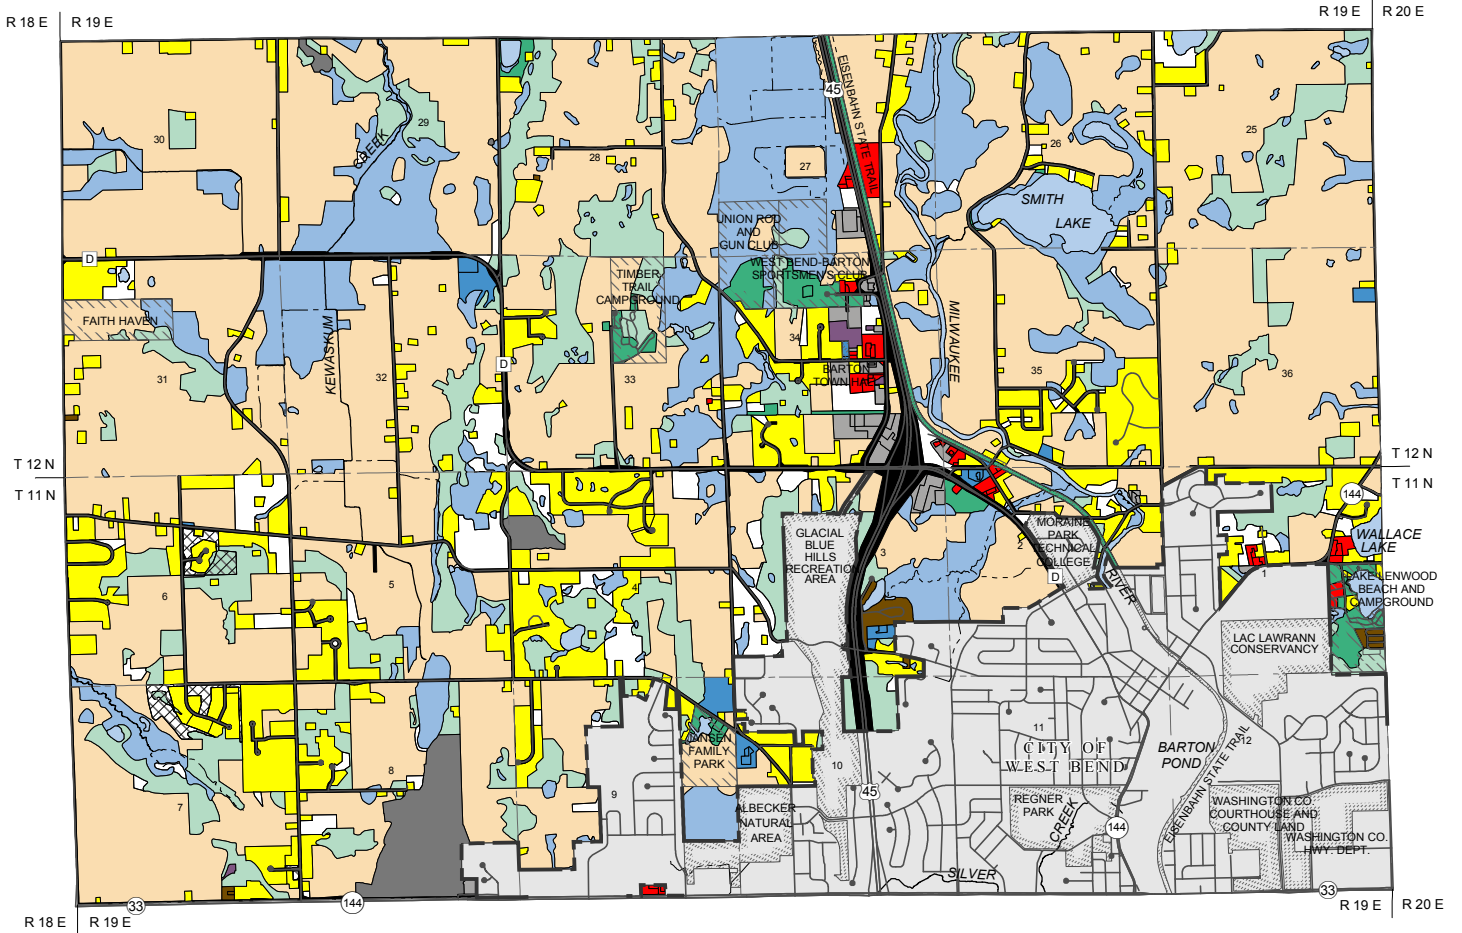 R 18 E
R 19 E
R 19 E
R 20 E
45
EISENBAHN STATE TRAIL
30
29
28
27
26
25
CREEK
SMITH
LAKE
UNION ROD
AND
GUN CLUB
D
WEST BEND-BARTON
SPORTSMEN'S CLUB
TIMBER
TRAIL
CAMPGROUND
FAITH HAVEN
KEWASKUM
MILWAUKEE
34
D
31
32
33
BARTON
TOWN HALL
35
36
T 12 N
T 11 N
T 12 N
T 11 N
144
GLACIAL
BLUE
HILLS
RECREATION
AREA
MORAINE
PARK
TECHNICAL
COLLEGE
WALLACE
LAKE
3
2
1
D
RIVER
LAKE LENWOOD
BEACH AND
CAMPGROUND
6
5
4
LAC LAWRANN
CONSERVANCY
JANSEN
FAMILY
PARK
11
12
CITY OF
WEST BEND
BARTON
POND
EISENBAHN STATE TRAIL
7
8
9
10
45
REGNER
PARK
CREEK
ALBECKER
NATURAL
AREA
144
WASHINGTON CO.
COURTHOUSE AND
COUNTY LAND
WASHINGTON CO.
HWY. DEPT.
SILVER
33
144
33
R 18 E
R 19 E
R 19 E
R 20 E